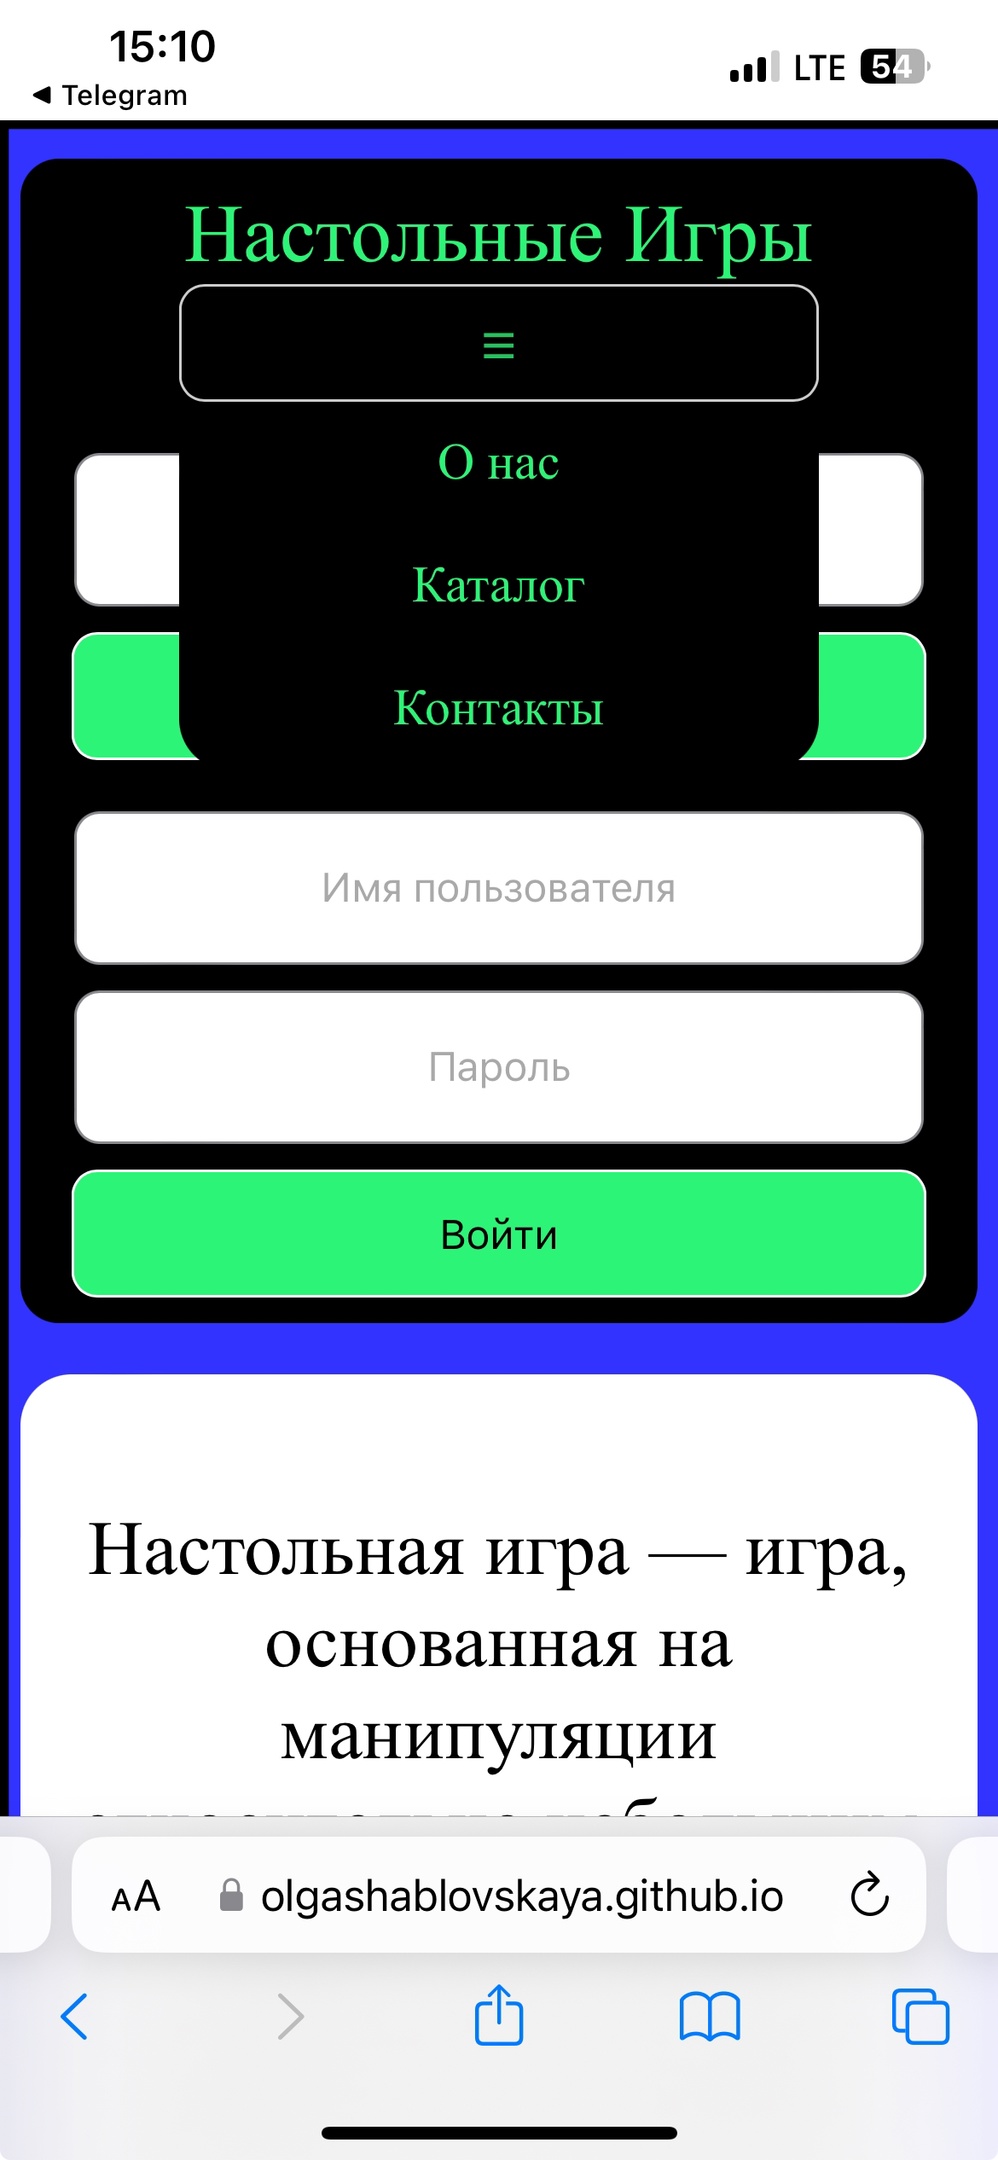 15:10
LTE 54
◀ Telegram
Настольные Игры
О нас
Каталог
Контакты
Имя пользователя
Пароль
Войти
Настольная игра — игра,
основанная на
манипуляции
AA olgashablovskaya.github.io